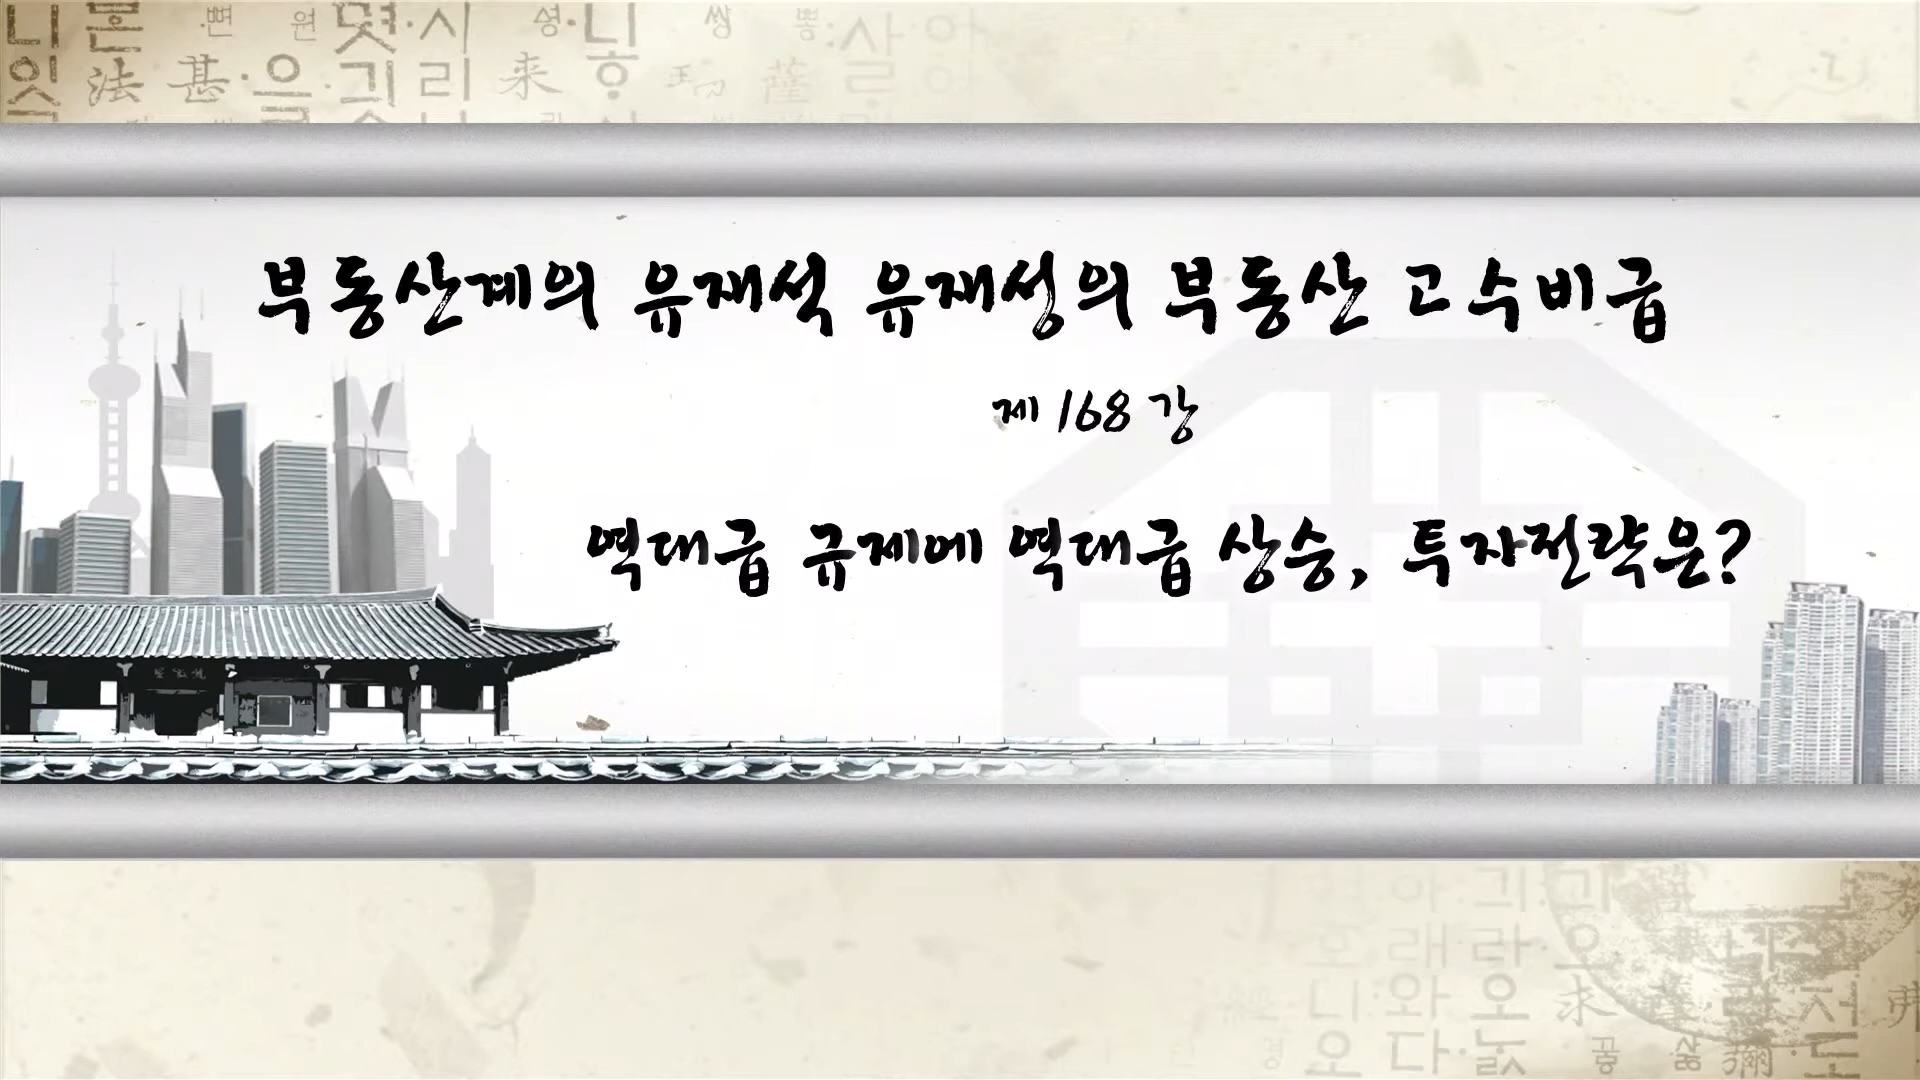 부동산계의 유재석 유재성의 부동산 고수비급
제 168 강
역대급 규제에 역대급 상승, 투자전략은?